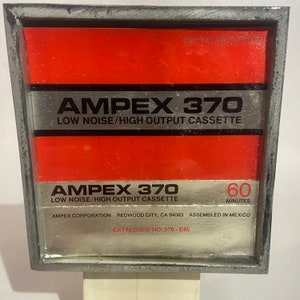 AMPEX 370
LOW NOISE/HIGH OUTPUT CASSETTE
AMPEX 370
LOW NOISE/HIGH OUTPUT CASSETTE
60
MINUTES
AMPEX CORPORATION REDWOOD CITY, CA 94063 ASSEMBLED IN MEXICO
CATALOGUE NO. 370 - C60